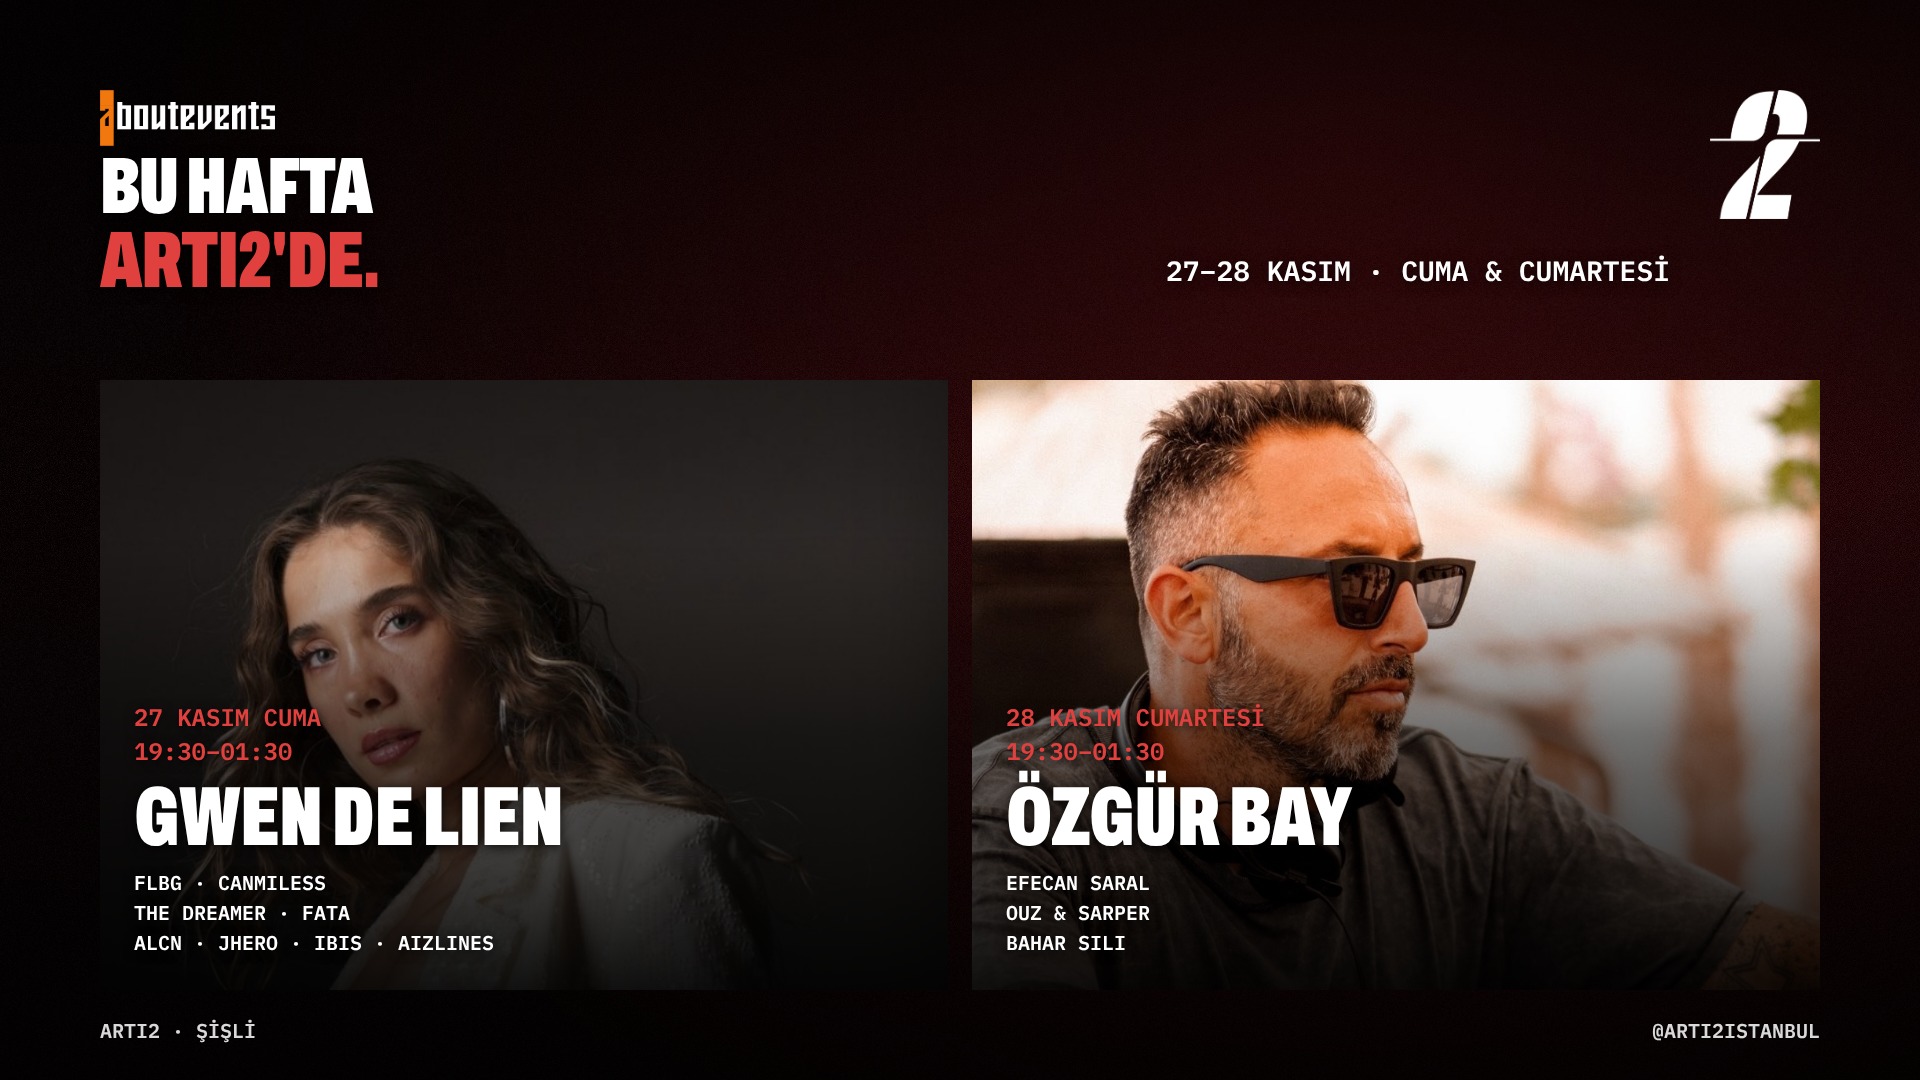 aboutevents
BU HAFTA
ARTI2'DE.
2
27–28 KASIM · CUMA & CUMARTESİ
27 KASIM CUMA
19:30–01:30
GWEN DE LIEN
FLBG · CANMILESS
THE DREAMER · FATA
ALCN · JHERO · IBIS · AIZLINES
28 KASIM CUMARTESİ
19:30–01:30
ÖZGÜR BAY
EFECAN SARAL
OUZ & SARPER
BAHAR SILI
ARTI2 · ŞİŞLİ
@ARTI2ISTANBUL